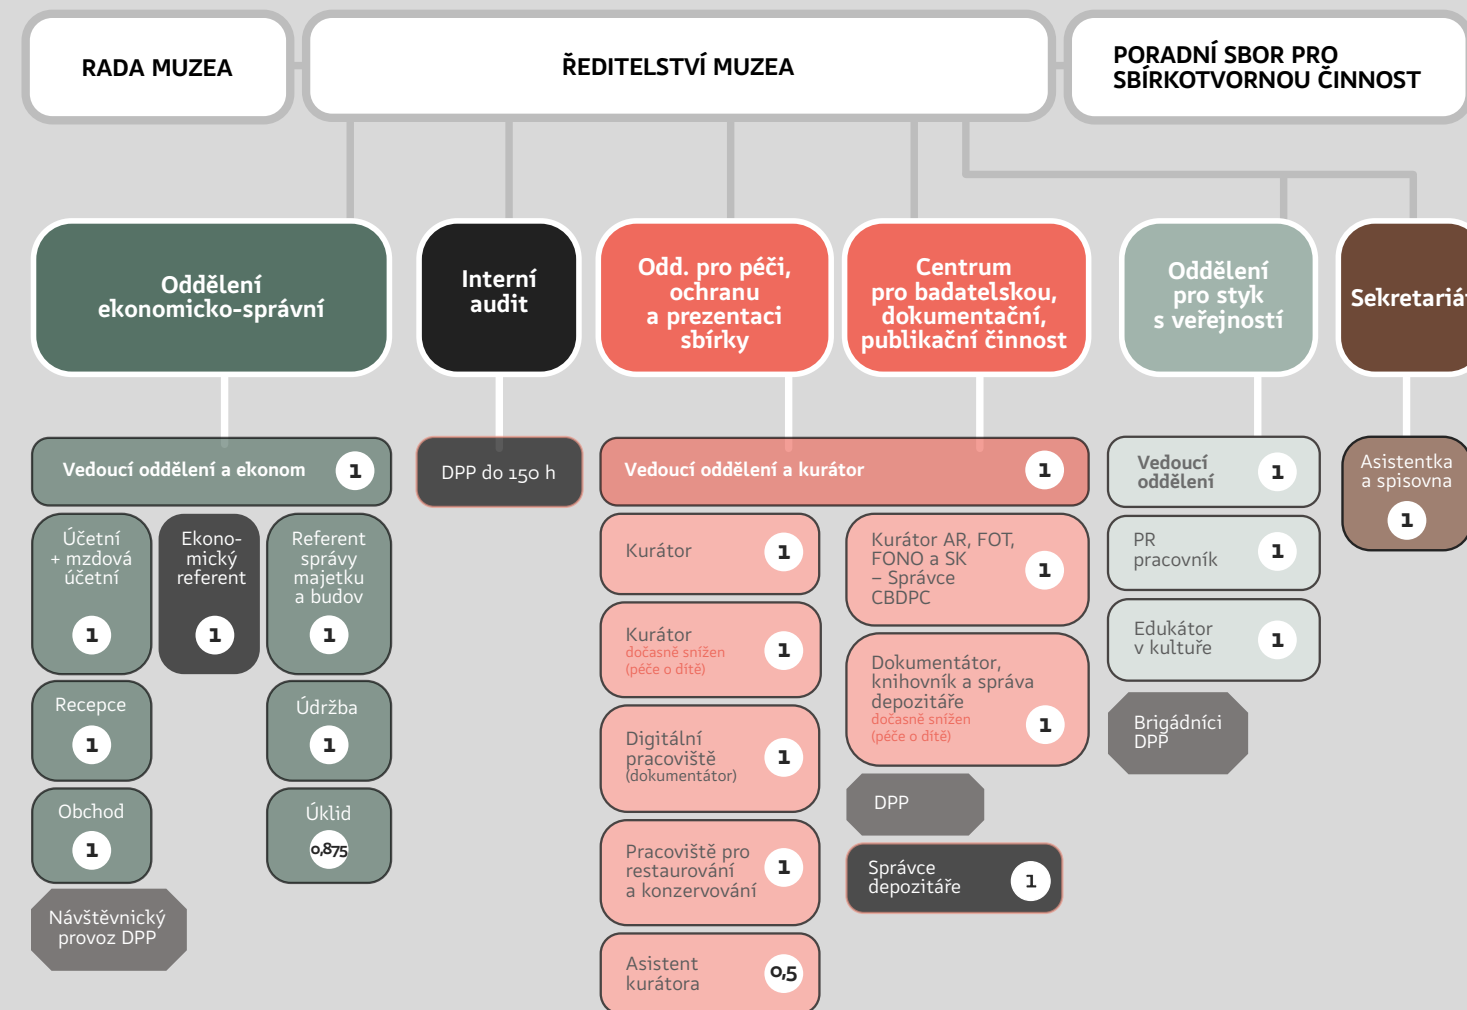 RADA MUZEA
ŘEDITELSTVÍ MUZEA
PORADNÍ SBOR PRO
SBÍRKOTVORNOU ČINNOST
Oddělení
ekonomicko-správní
Interní
audit
Odd. pro péči,
ochranu
a prezentaci
sbírky
Centrum
pro badatelskou,
dokumentační,
publikační činnost
Oddělení
pro styk
s veřejností
Sekretariát
Vedoucí oddělení a ekonom 1
DPP do 150 h
Vedoucí oddělení a kurátor 1
Vedoucí
oddělení
1
Asistentka
a spisovna
1
Účetní
+ mzdová
účetní
1
Ekono-
mický
referent
1
Referent
správy
majetku
a budov
1
Recepce
1
Údržba
1
Obchod
1
Úklid
0,875
Návštěvnický
provoz DPP
Kurátor 1
Kurátor
dočasně snížen
(péče o dítě)
1
Digitální
pracoviště
(dokumentátor)
1
Pracoviště pro
restaurování
a konzervování
1
Asistent
kurátora
0,5
Kurátor AR, FOT,
FONO a SK
– Správce
CBDPC
1
Dokumentátor,
knihovník a správa
depozitáře
dočasně snížen
(péče o dítě)
1
DPP
Správce
depozitáře
1
PR
pracovník
1
Edukátor
v kultuře
1
Brigádníci
DPP